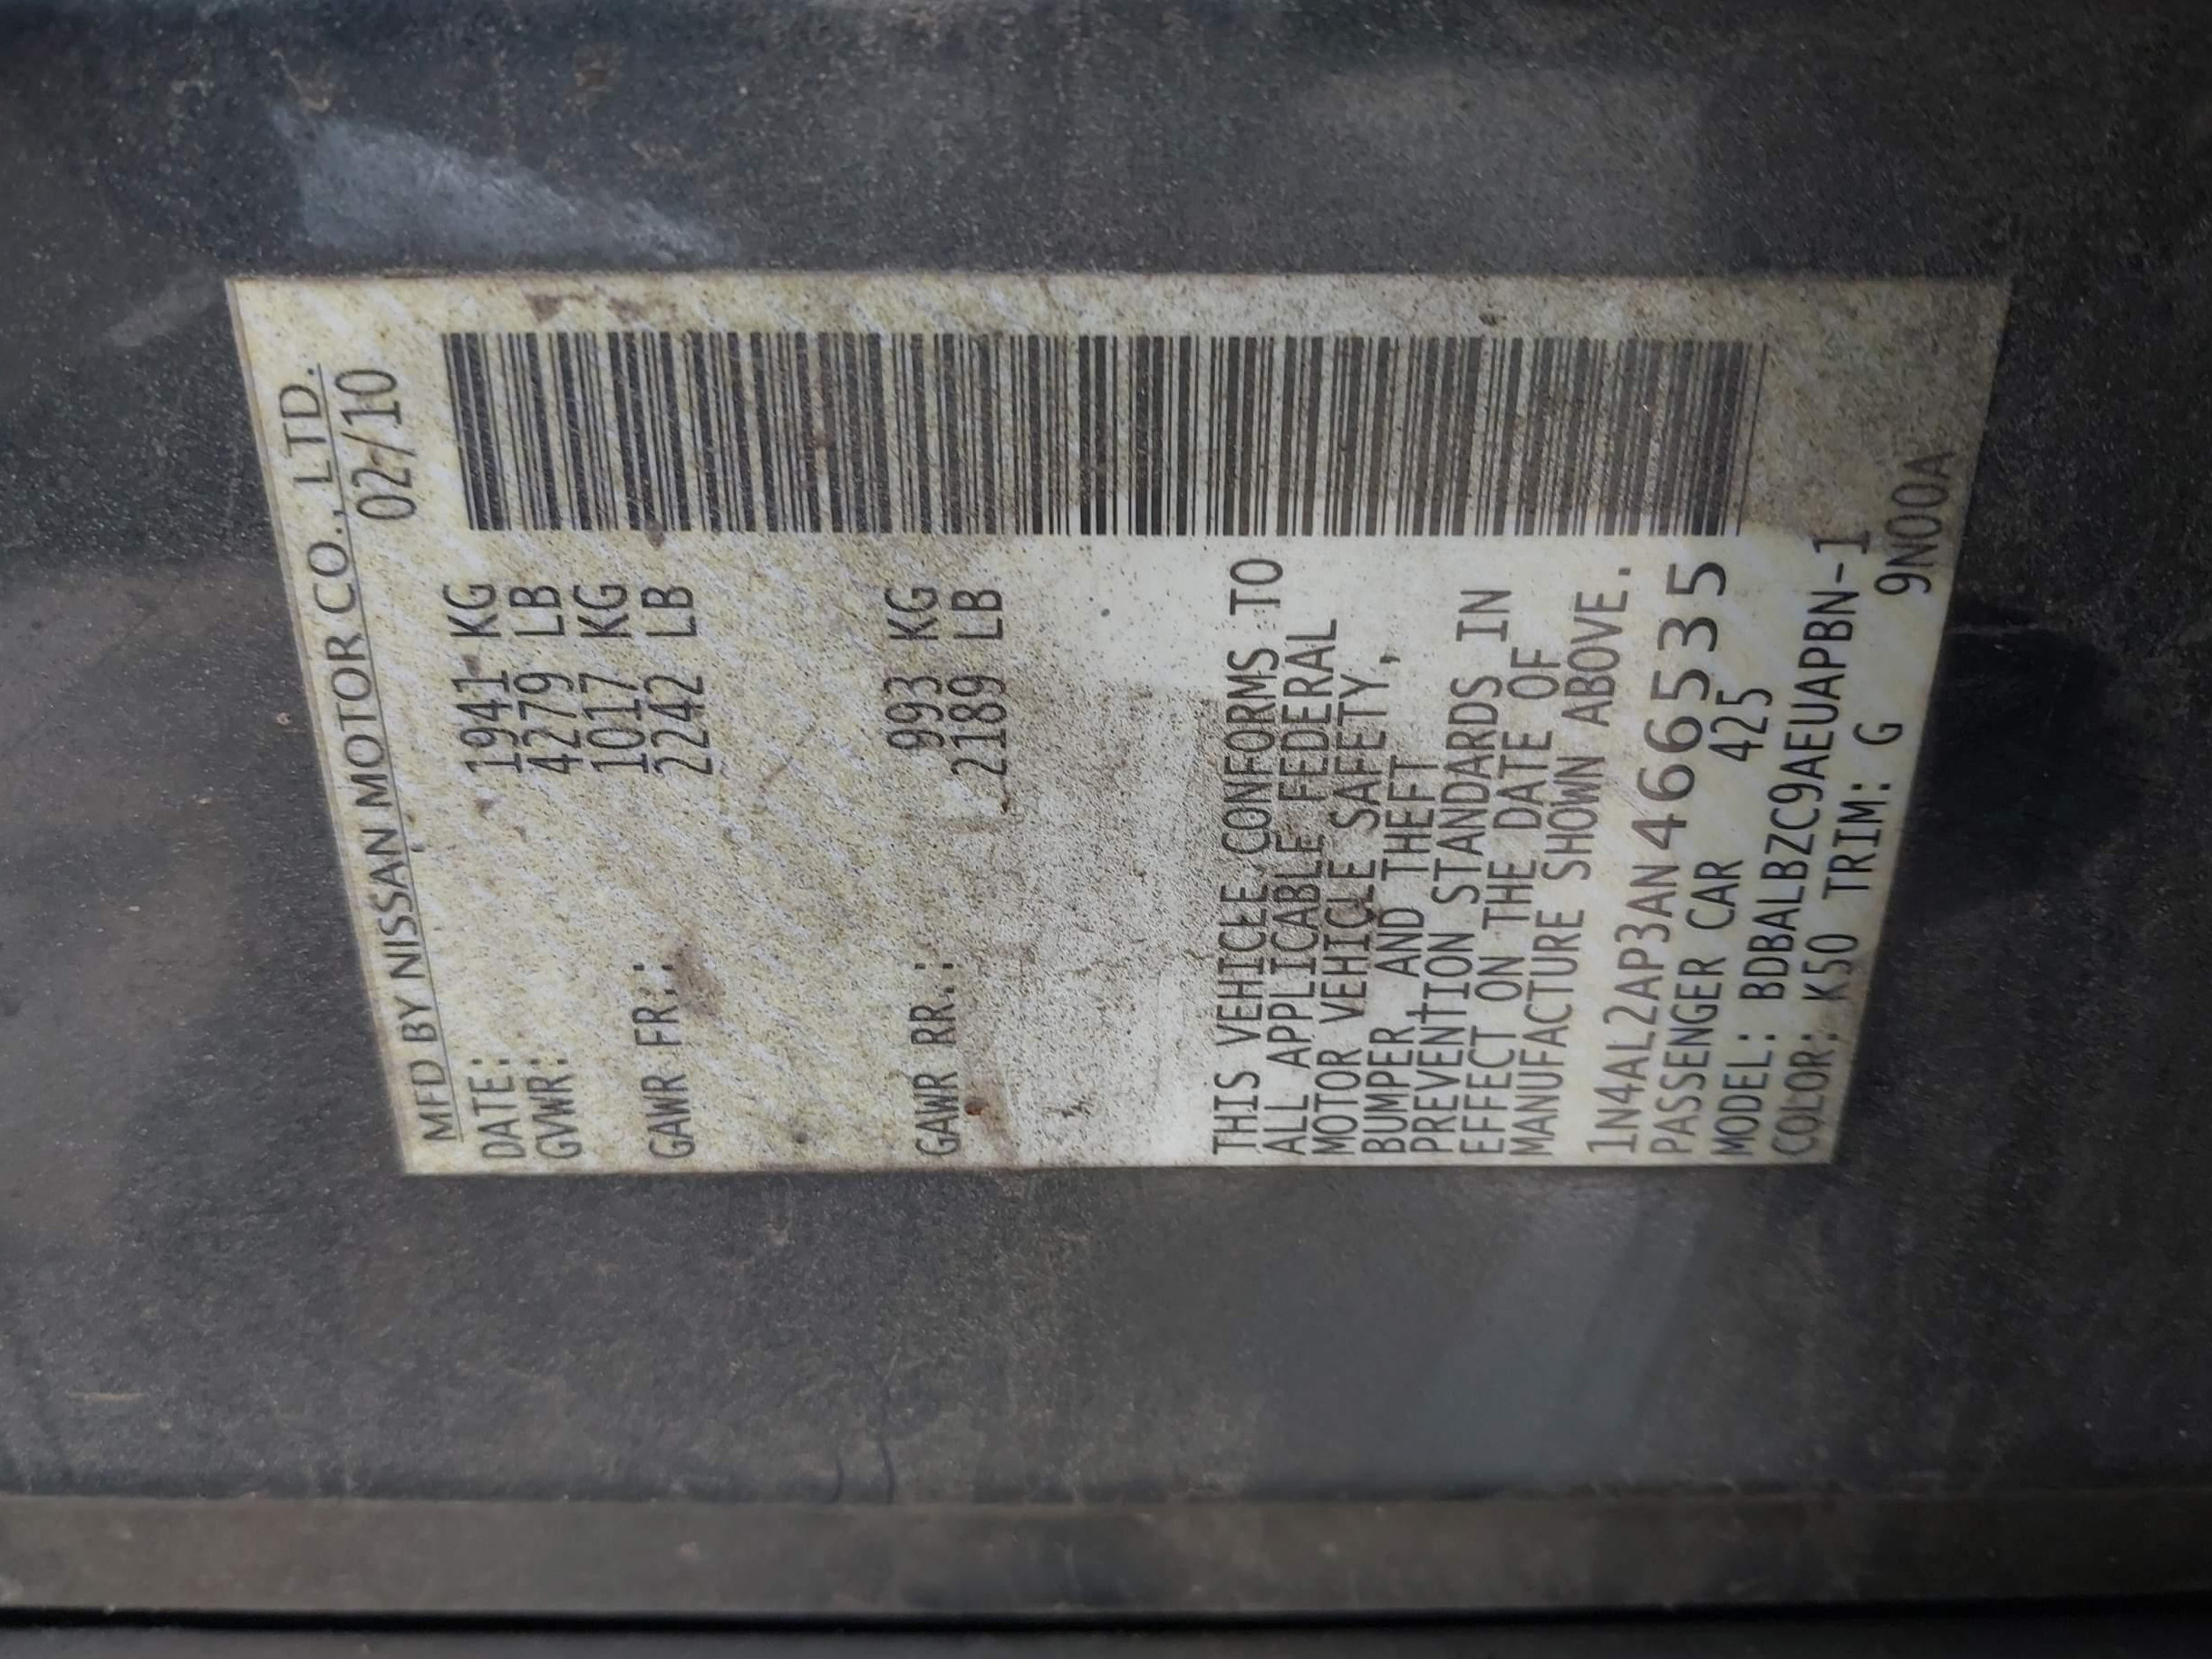 MFD BY NISSAN MOTOR CO., LTD.
DATE: 02/10
GVWR: 1941 KG
4279 LB
GAWR FR.: 1017 KG
2242 LB
GAWR RR.: 993 KG
2189 LB
THIS VEHICLE CONFORMS TO
ALL APPLICABLE FEDERAL
MOTOR VEHICLE SAFETY,
BUMPER, AND THEFT
PREVENTION STANDARDS IN
EFFECT ON THE DATE OF
MANUFACTURE SHOWN ABOVE.
1N4AL2AP3AN466535
PASSENGER CAR 425
MODEL: BDBALBZC9AEUAPBN-1
COLOR: K50 TRIM: G
9N00A